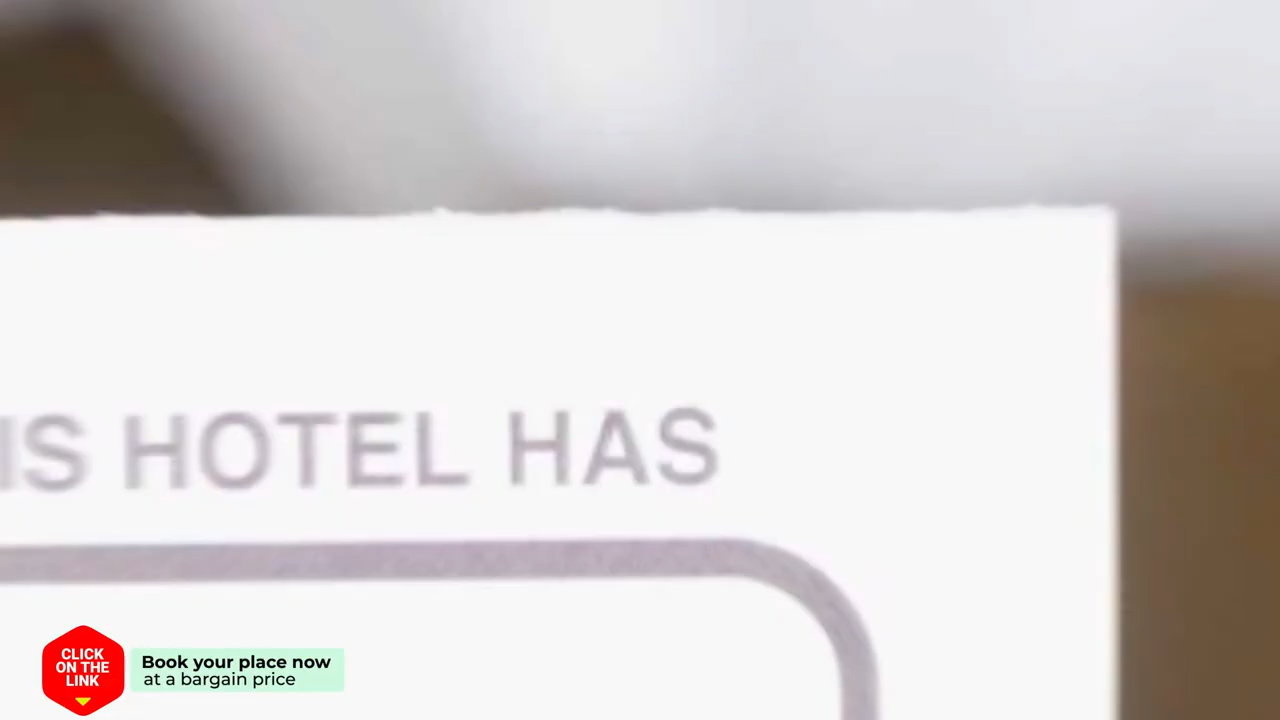 IS HOTEL HAS
CLICK
ON THE
LINK
Book your place now
at a bargain price